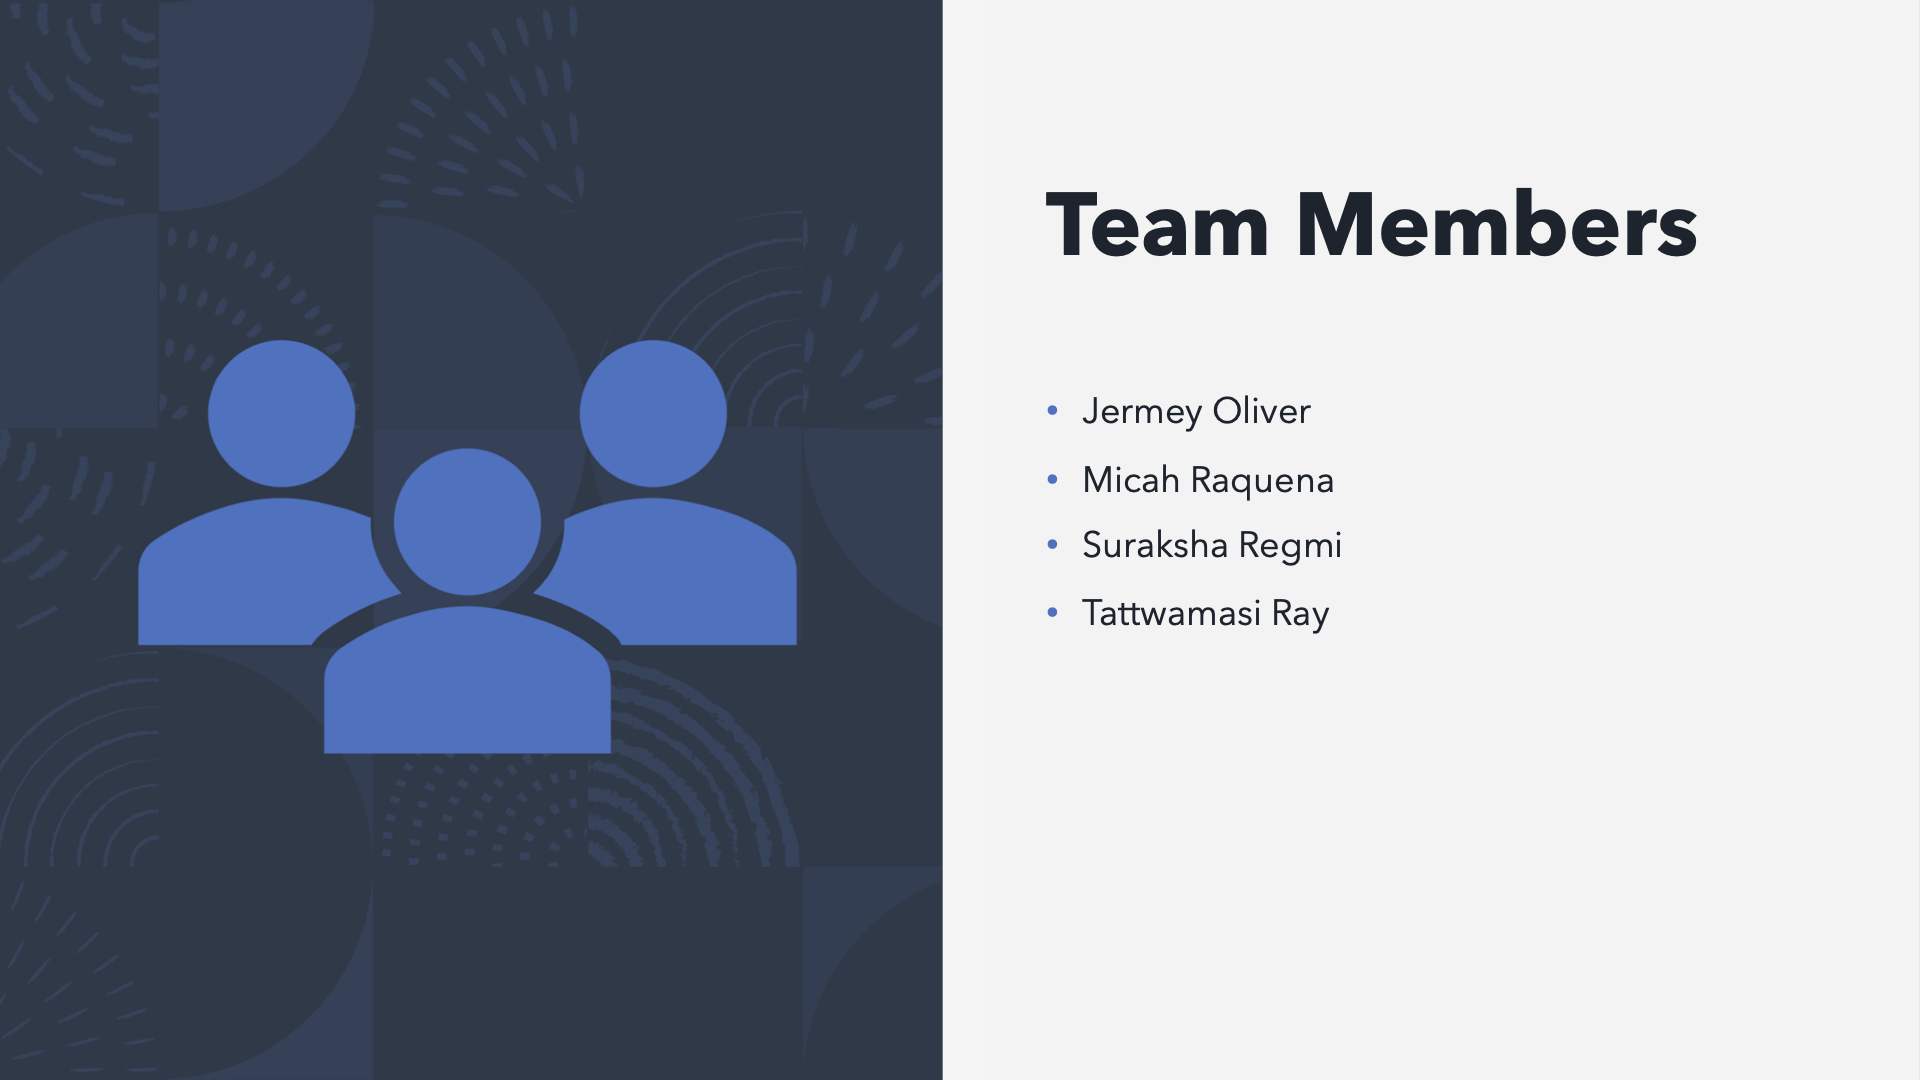 Team Members
• Jermey Oliver
• Micah Raquena
• Suraksha Regmi
• Tattwamasi Ray